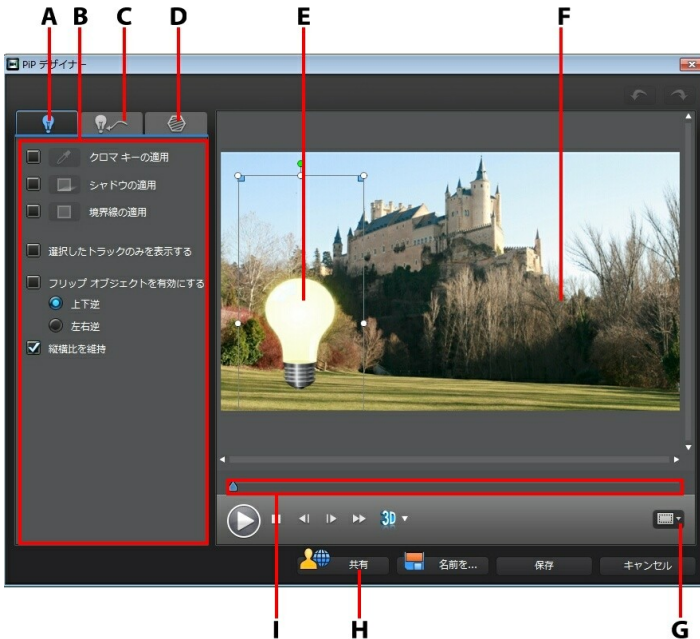 A B C D E F
PiP デザイナー
クロマ キーの適用
シャドウの適用
境界線の適用
選択したトラックのみを表示する
フリップ オブジェクトを有効にする
上下逆
左右逆
縦横比を維持
3D
共有
名前を...
保存
キャンセル
I H G